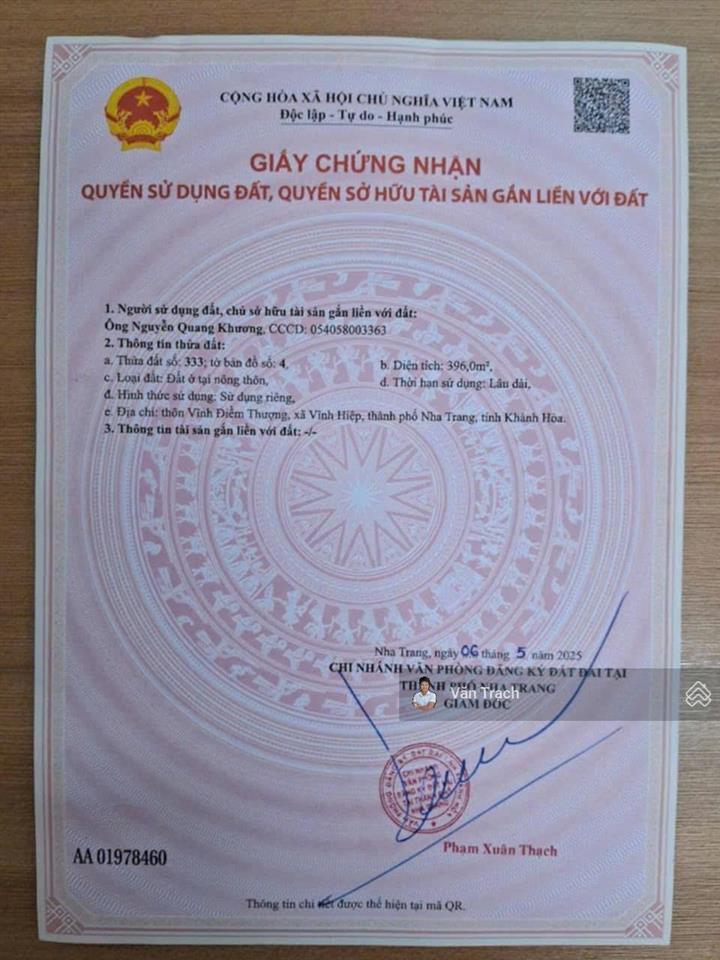 CỘNG HÒA XÃ HỘI CHỦ NGHĨA VIỆT NAM
Độc lập - Tự do - Hạnh phúc
GIẤY CHỨNG NHẬN
QUYỀN SỬ DỤNG ĐẤT, QUYỀN SỞ HỮU TÀI SẢN GẮN LIỀN VỚI ĐẤT
1. Người sử dụng đất, chủ sở hữu tài sản gắn liền với đất:
Ông Nguyễn Quang Khương, CCCD: 054058003363
2. Thông tin thửa đất:
a. Thửa đất số: 333; tờ bản đồ số: 4, b. Diện tích: 396,0m²,
c. Loại đất: Đất ở tại nông thôn, d. Thời hạn sử dụng: Lâu dài,
đ. Hình thức sử dụng: Sử dụng riêng,
e. Địa chỉ: thôn Vĩnh Điềm Thượng, xã Vĩnh Hiệp, thành phố Nha Trang, tỉnh Khánh Hòa.
3. Thông tin tài sản gắn liền với đất: -/-
Nha Trang, ngày 06 tháng 5 năm 2025
CHI NHÁNH VĂN PHÒNG ĐĂNG KÝ ĐẤT ĐAI TẠI
THÀNH PHỐ NHA TRANG
Văn Trạch
GIÁM ĐỐC
Phạm Xuân Thạch
AA 01978460
Thông tin chi tiết được thể hiện tại mã QR.